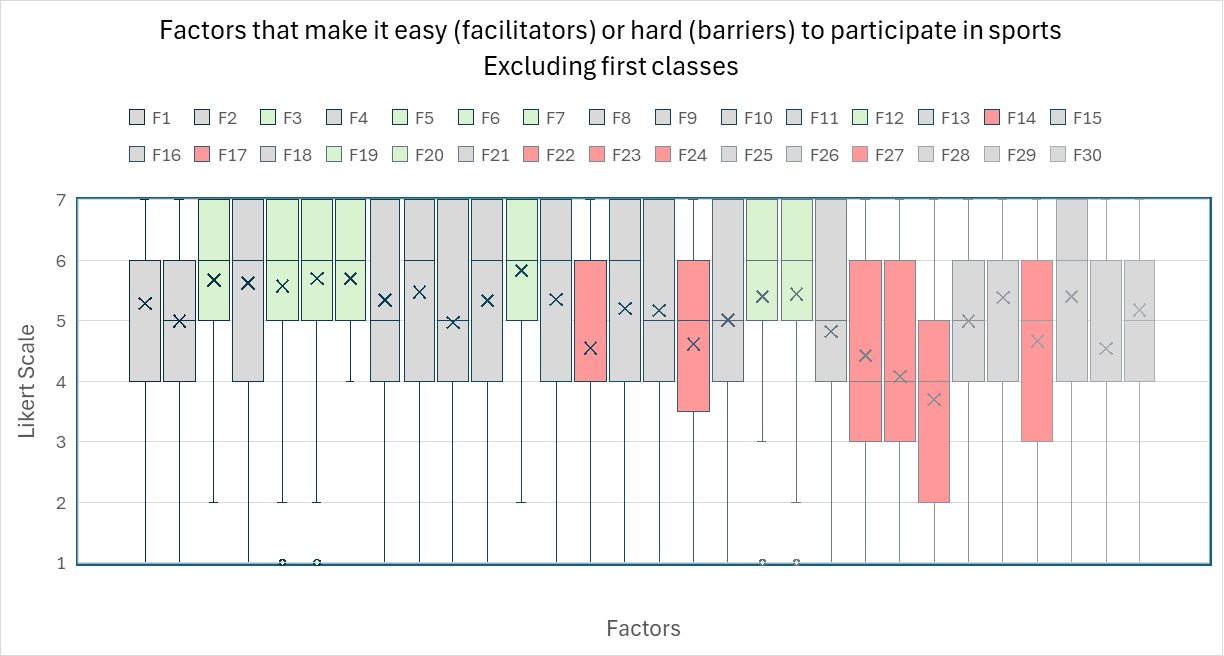 Factors that make it easy (facilitators) or hard (barriers) to participate in sports
Excluding first classes
F1 F2 F3 F4 F5 F6 F7 F8 F9 F10 F11 F12 F13 F14 F15
F16 F17 F18 F19 F20 F21 F22 F23 F24 F25 F26 F27 F28 F29 F30
7
6
5
4
3
2
1
Likert Scale
Factors